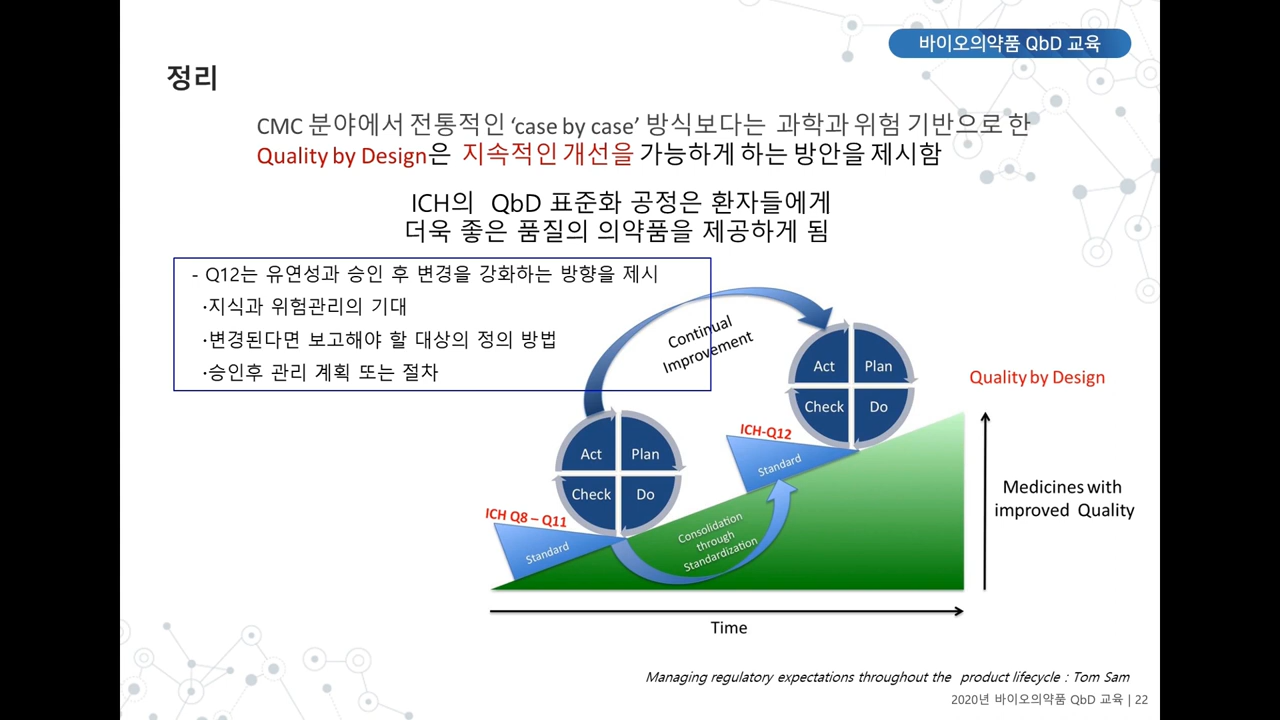 바이오의약품 QbD 교육
정리
CMC 분야에서 전통적인 ‘case by case’ 방식보다는 과학과 위험 기반으로 한
Quality by Design은 지속적인 개선을 가능하게 하는 방안을 제시함
ICH의 QbD 표준화 공정은 환자들에게
더욱 좋은 품질의 의약품을 제공하게 됨
- Q12는 유연성과 승인 후 변경을 강화하는 방향을 제시
·지식과 위험관리의 기대
·변경된다면 보고해야 할 대상의 정의 방법
·승인후 관리 계획 또는 절차
Continual
Improvement
Act
Plan
Check
Do
Quality by Design
ICH-Q12
Standard
Act
Plan
Check
Do
ICH Q8 – Q11
Standard
Consolidation
through
Standardization
Medicines with
improved Quality
Time
Managing regulatory expectations throughout the product lifecycle : Tom Sam
2020년 바이오의약품 QbD 교육 | 22